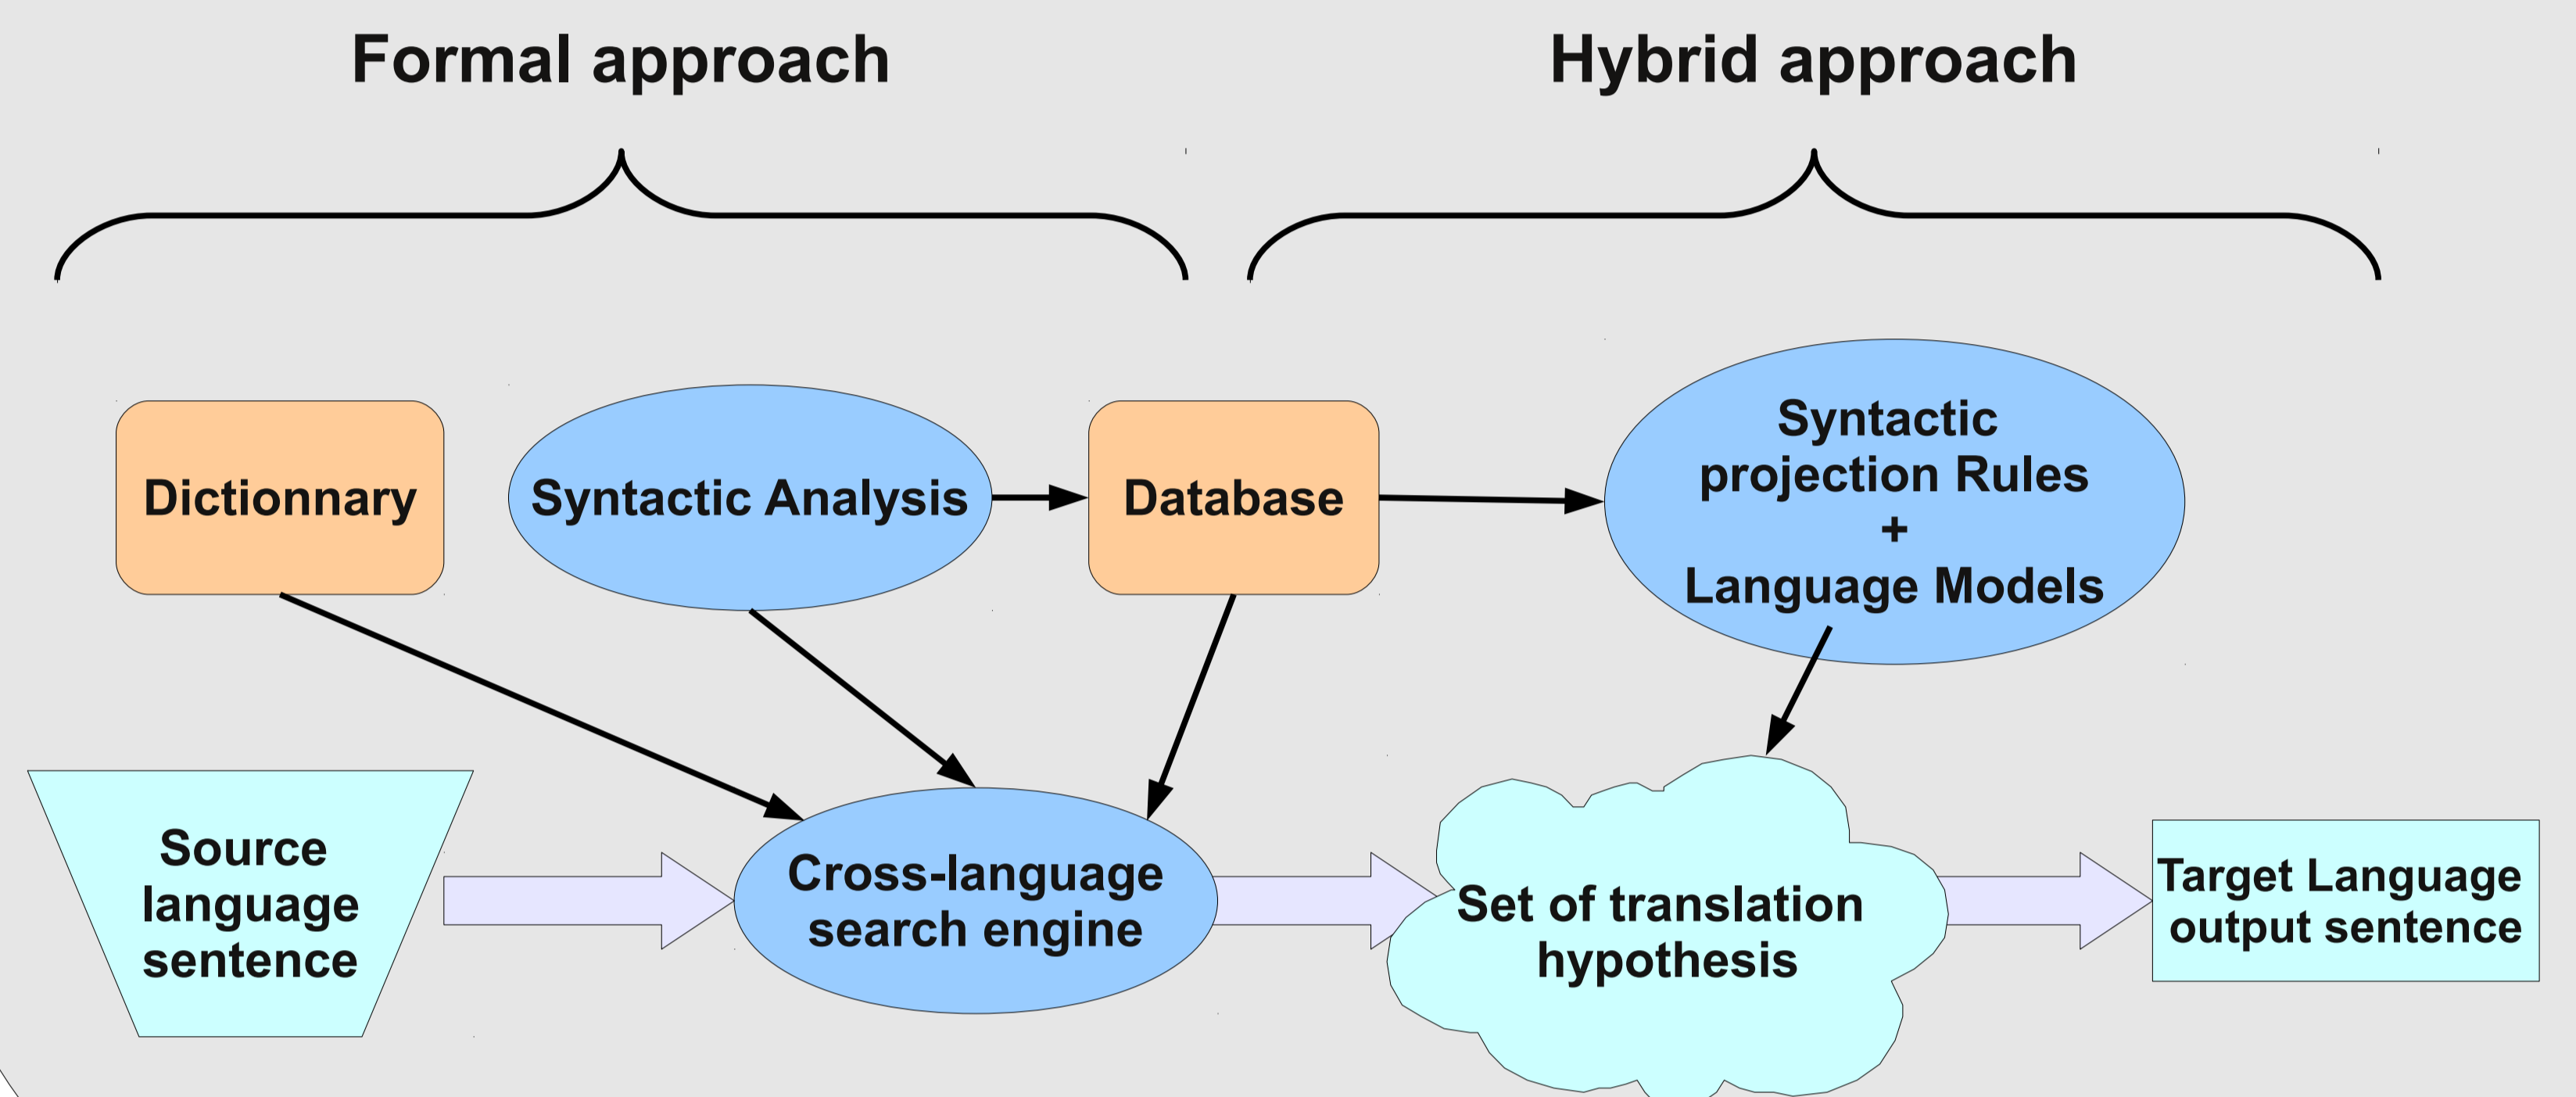 Formal approach
Hybrid approach
Dictionnary
Syntactic Analysis
Database
Syntactic
projection Rules
+
Language Models
Source
language
sentence
Cross-language
search engine
Set of translation
hypothesis
Target Language
output sentence